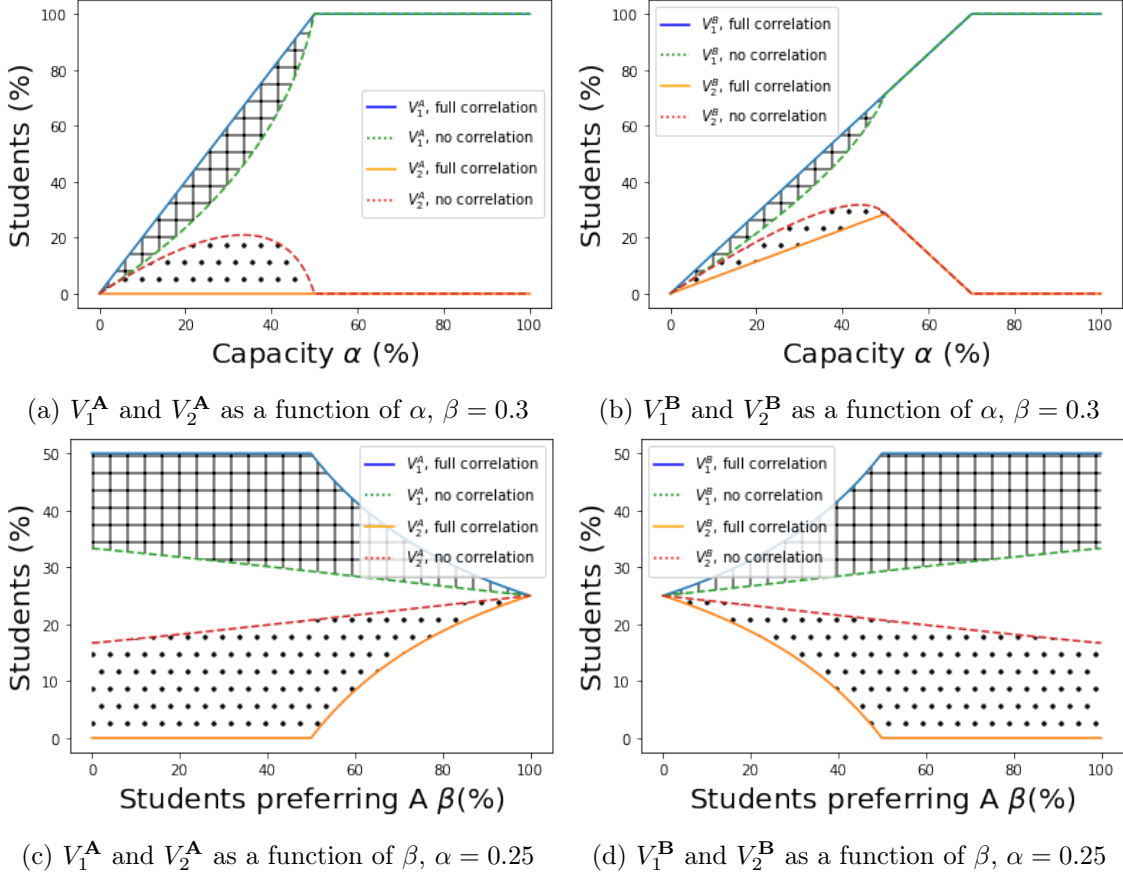 100
80
60
40
20
0
Students (%)
0 20 40 60 80 100
Capacity α (%)
V₁ᴬ, full correlation
V₁ᴬ, no correlation
V₂ᴬ, full correlation
V₂ᴬ, no correlation
(a) V₁ᴬ and V₂ᴬ as a function of α, β = 0.3
100
80
60
40
20
0
Students (%)
0 20 40 60 80 100
Capacity α (%)
V₁ᴮ, full correlation
V₁ᴮ, no correlation
V₂ᴮ, full correlation
V₂ᴮ, no correlation
(b) V₁ᴮ and V₂ᴮ as a function of α, β = 0.3
50
40
30
20
10
0
Students (%)
0 20 40 60 80 100
Students preferring A β(%)
V₁ᴬ, full correlation
V₁ᴬ, no correlation
V₂ᴬ, full correlation
V₂ᴬ, no correlation
(c) V₁ᴬ and V₂ᴬ as a function of β, α = 0.25
50
40
30
20
10
0
Students (%)
0 20 40 60 80 100
Students preferring A β(%)
V₁ᴮ, full correlation
V₁ᴮ, no correlation
V₂ᴮ, full correlation
V₂ᴮ, no correlation
(d) V₁ᴮ and V₂ᴮ as a function of β, α = 0.25